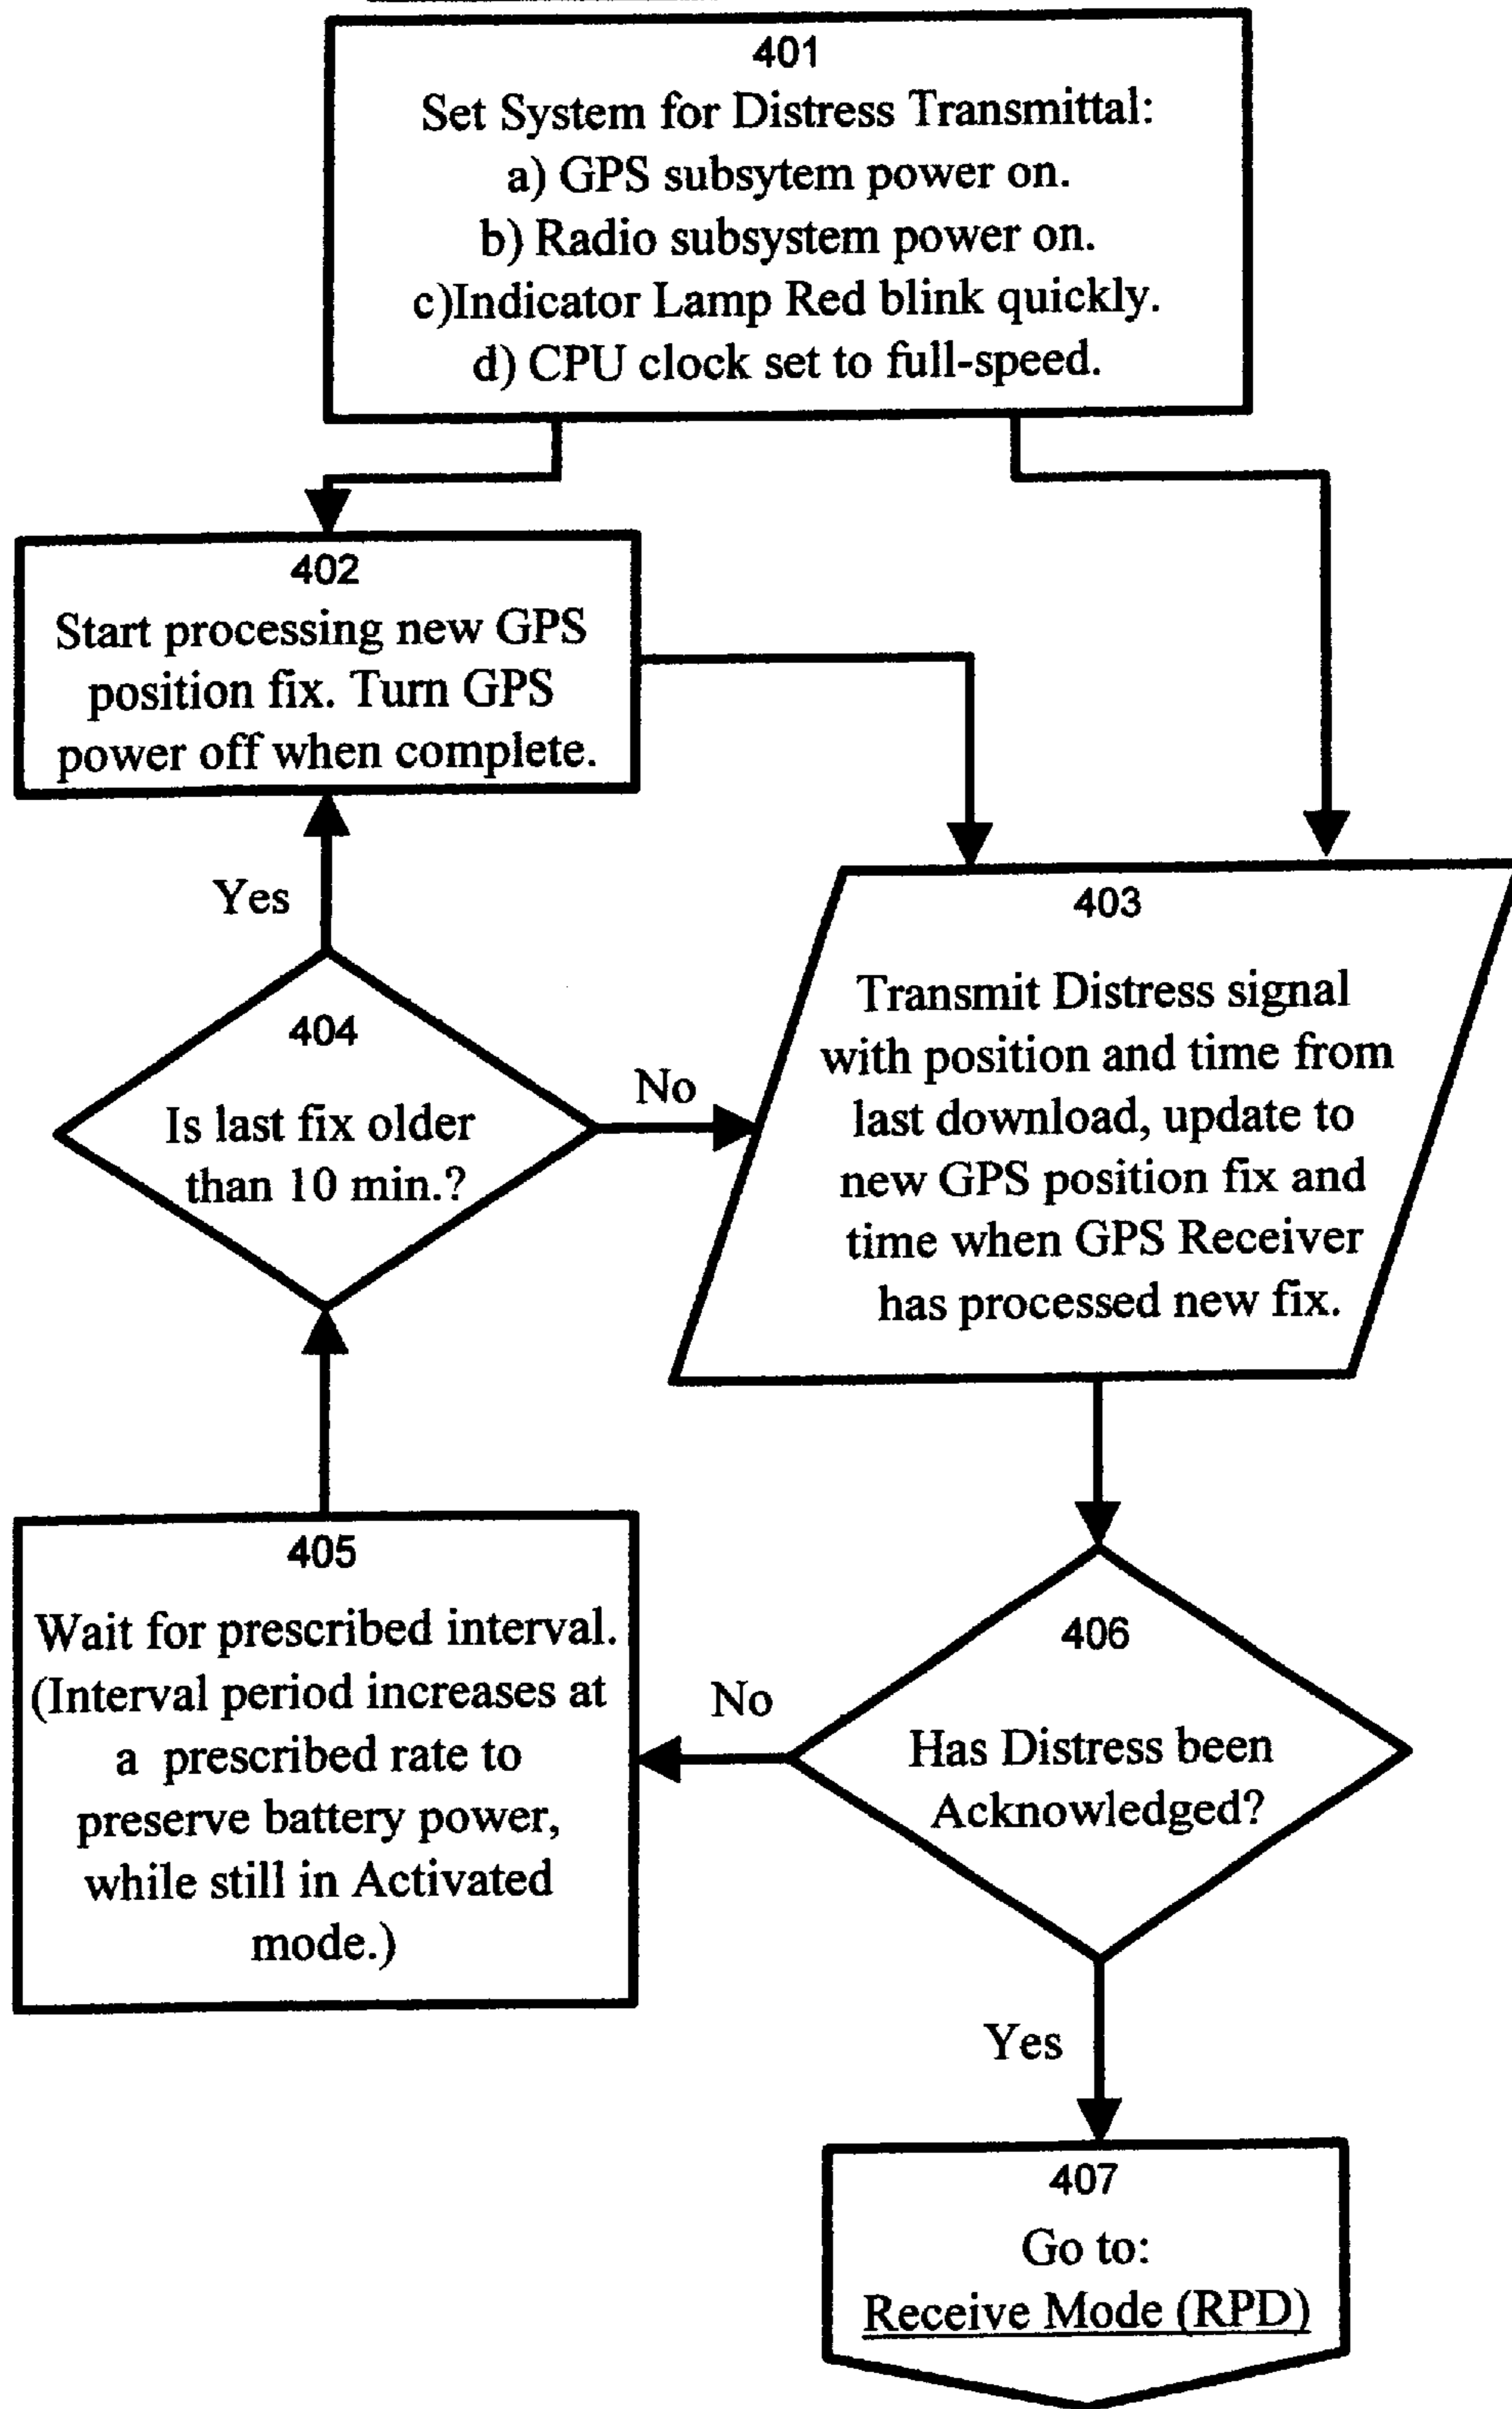 401
Set System for Distress Transmittal:
a) GPS subsytem power on.
b) Radio subsystem power on.
c)Indicator Lamp Red blink quickly.
d) CPU clock set to full-speed.
402
Start processing new GPS
position fix. Turn GPS
power off when complete.
Yes
403
Transmit Distress signal
with position and time from
last download, update to
new GPS position fix and
time when GPS Receiver
has processed new fix.
404
Is last fix older
than 10 min.?
No
405
Wait for prescribed interval.
(Interval period increases at
a prescribed rate to
preserve battery power,
while still in Activated
mode.)
No
406
Has Distress been
Acknowledged?
Yes
407
Go to:
Receive Mode (RPD)